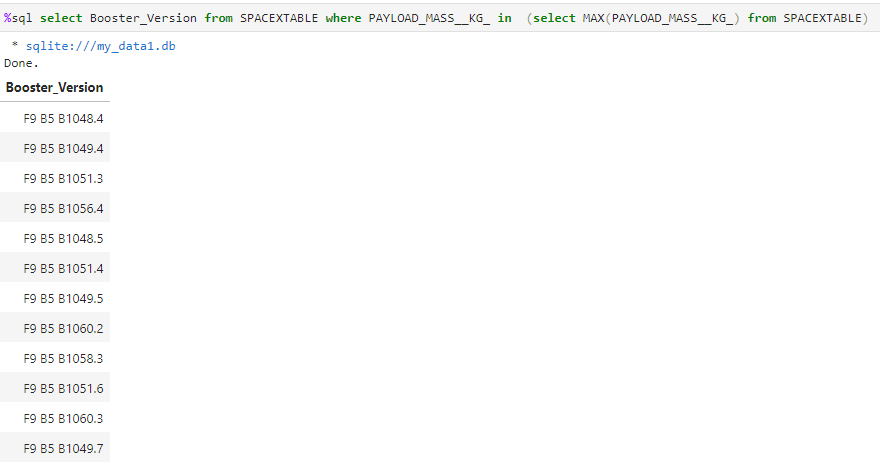 %sql select Booster_Version from SPACEXTABLE where PAYLOAD_MASS__KG_ in  (select MAX(PAYLOAD_MASS__KG_) from SPACEXTABLE)
* sqlite:///my_data1.db
Done.
Booster_Version
F9 B5 B1048.4
F9 B5 B1049.4
F9 B5 B1051.3
F9 B5 B1056.4
F9 B5 B1048.5
F9 B5 B1051.4
F9 B5 B1049.5
F9 B5 B1060.2
F9 B5 B1058.3
F9 B5 B1051.6
F9 B5 B1060.3
F9 B5 B1049.7